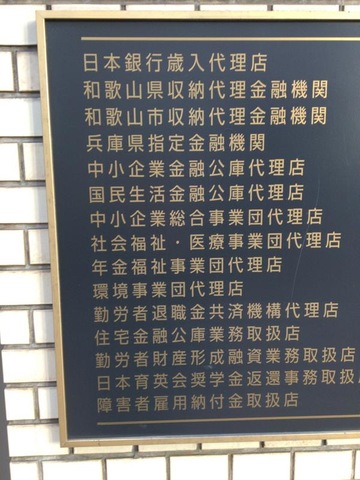 日本銀行歳入代理店
和歌山県収納代理金融機関
和歌山市収納代理金融機関
兵庫県指定金融機関
中小企業金融公庫代理店
国民生活金融公庫代理店
中小企業総合事業団代理店
社会福祉・医療事業団代理店
年金福祉事業団代理店
環境事業団代理店
勤労者退職金共済機構代理店
住宅金融公庫業務取扱店
勤労者財産形成融資業務取扱店
日本育英会奨学金返還事務取扱店
障害者雇用納付金取扱店